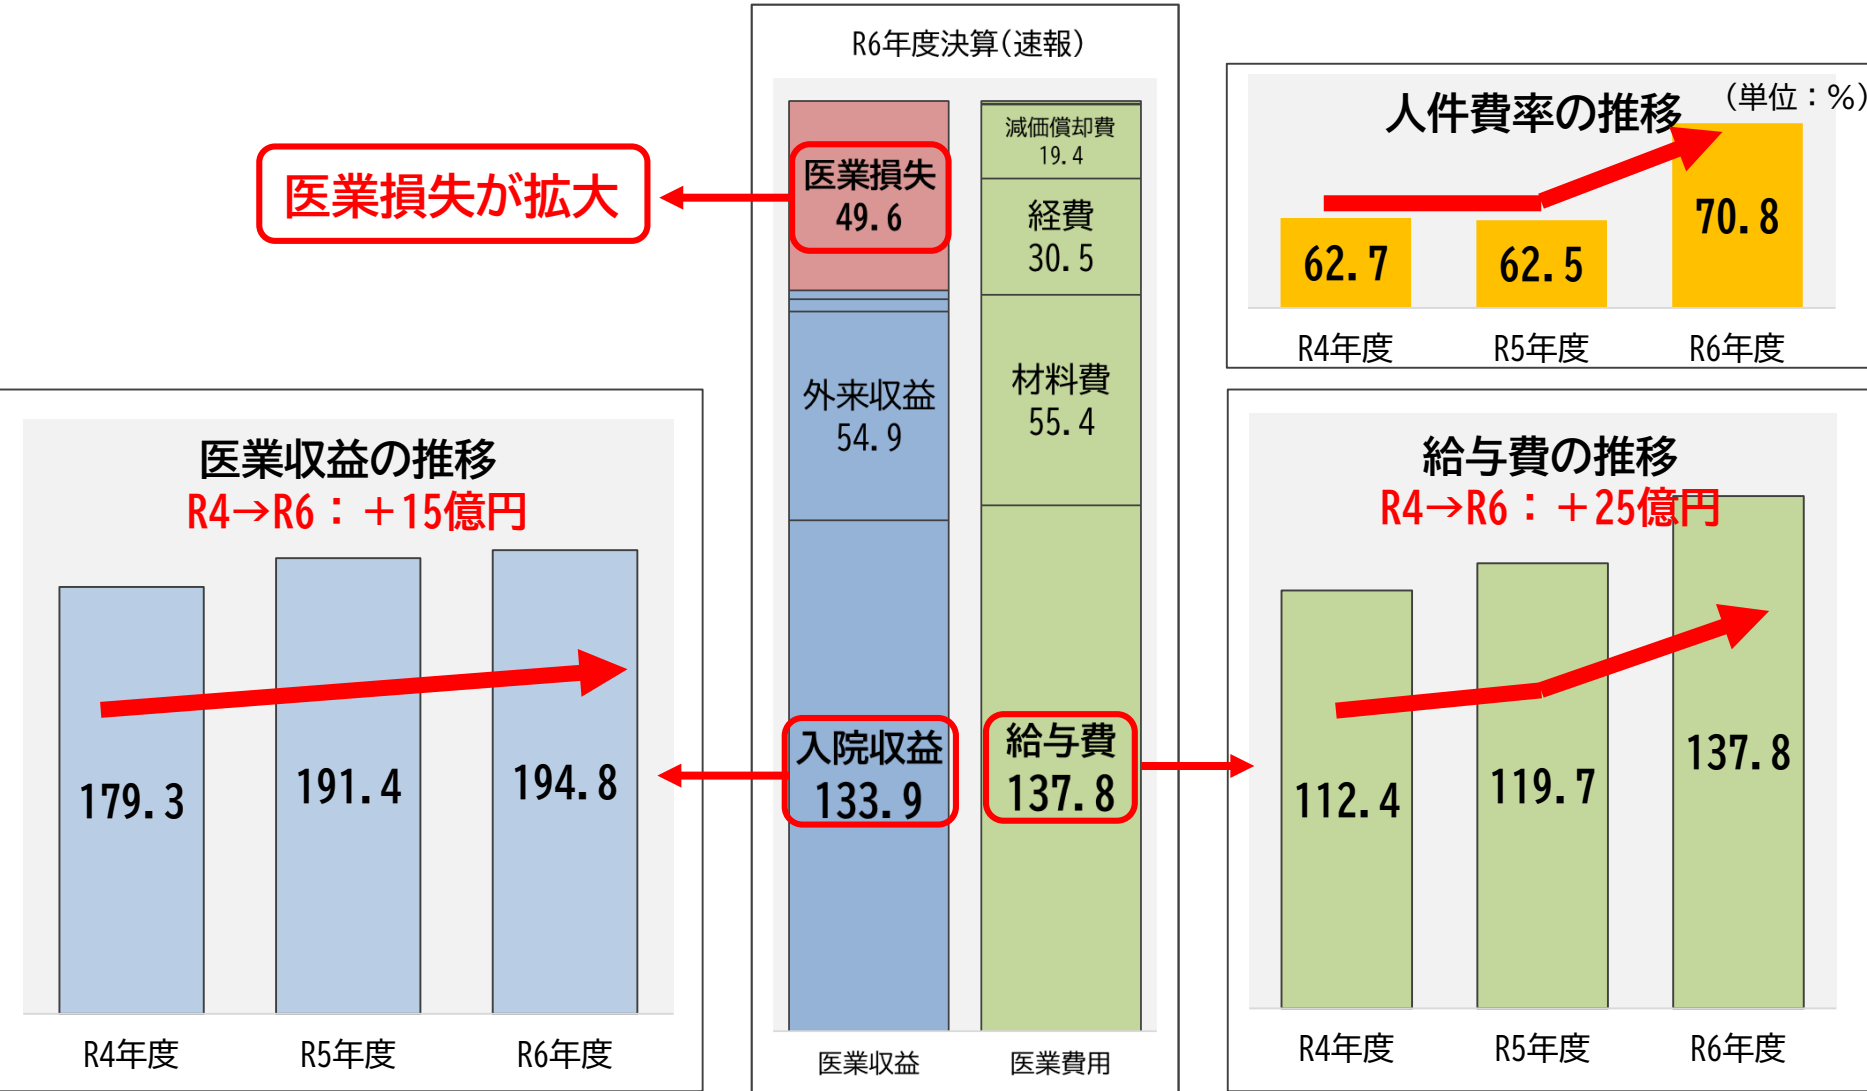 R6年度決算(速報)
医業損失が拡大
医業損失
49.6
外来収益
54.9
入院収益
133.9
医業収益
減価償却費
19.4
経費
30.5
材料費
55.4
給与費
137.8
医業費用
医業収益の推移
R4→R6：+15億円
179.3
191.4
194.8
R4年度
R5年度
R6年度
人件費率の推移
(単位：%)
62.7
62.5
70.8
R4年度
R5年度
R6年度
給与費の推移
R4→R6：+25億円
112.4
119.7
137.8
R4年度
R5年度
R6年度